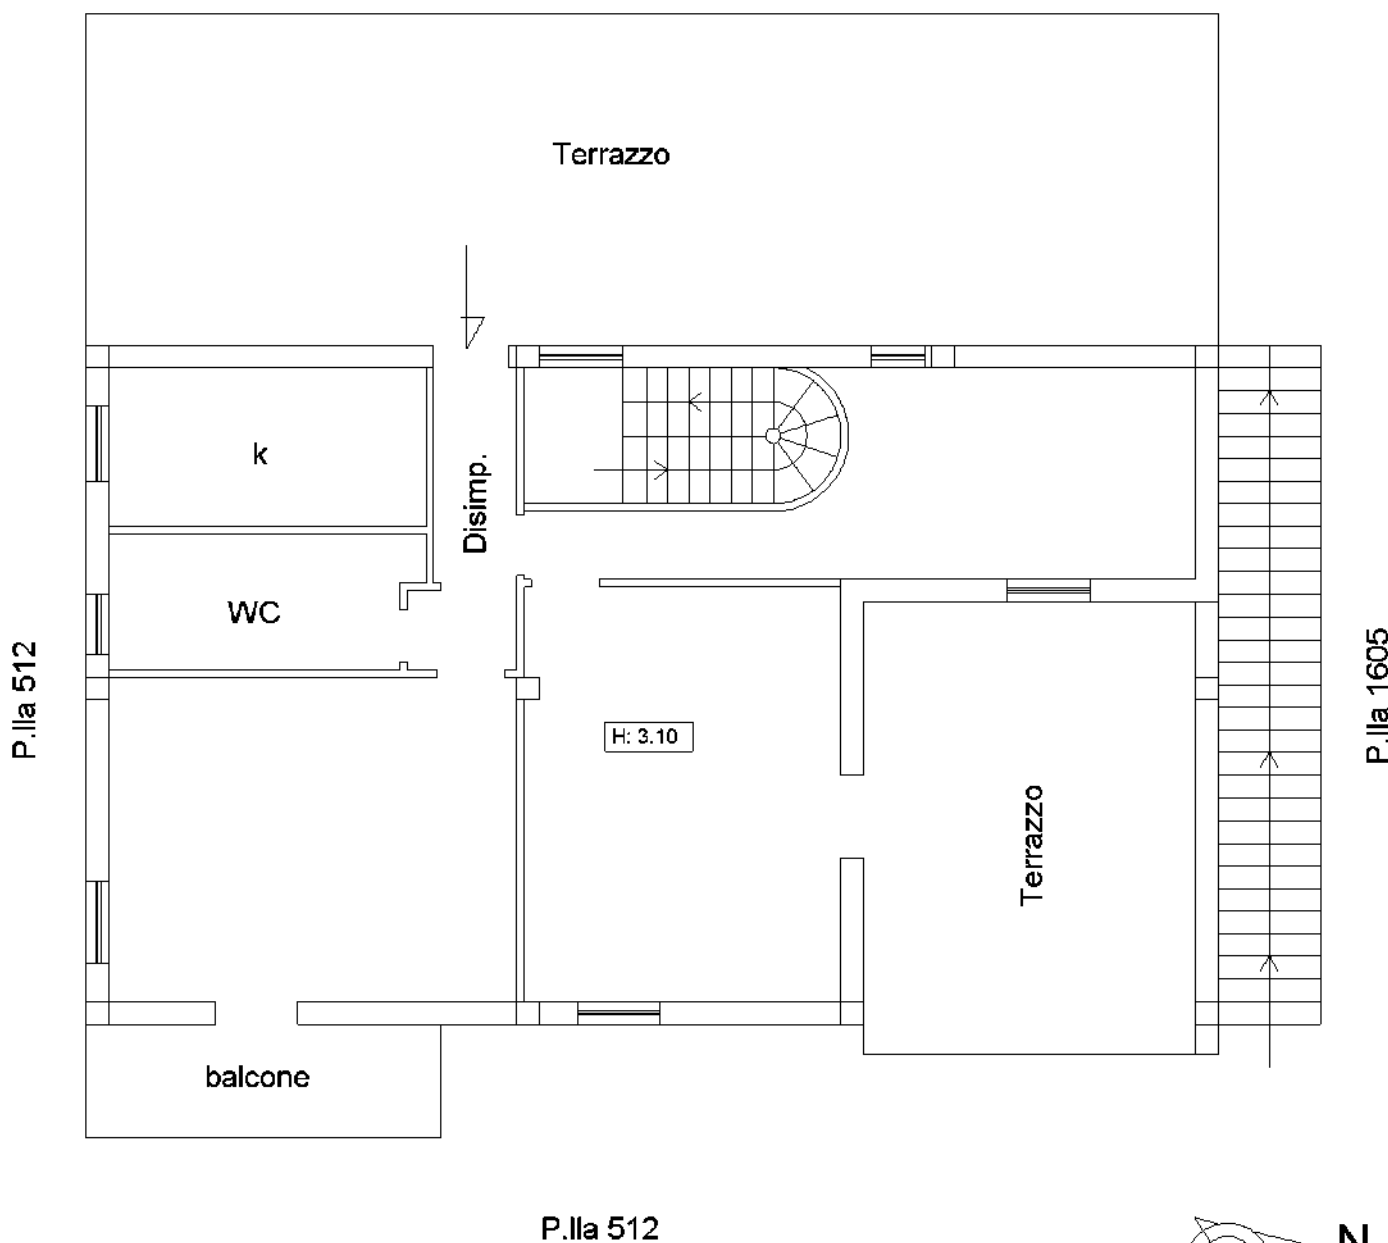 Terrazzo
k
Disimp.
WC
P.lla 512
H: 3.10
P.lla 1605
Terrazzo
balcone
P.lla 512
N